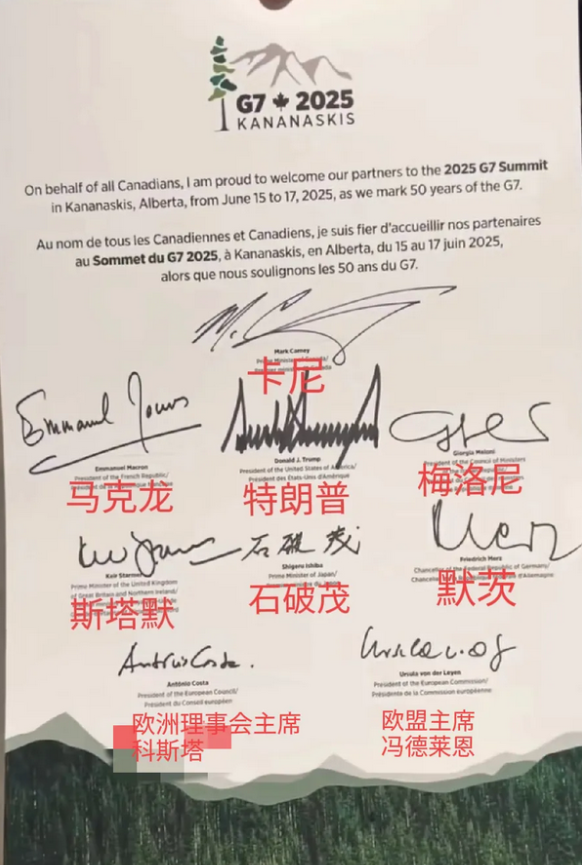 G7 2025
KANANASKIS
On behalf of all Canadians, I am proud to welcome our partners to the 2025 G7 Summit
in Kananaskis, Alberta, from June 15 to 17, 2025, as we mark 50 years of the G7.
Au nom de tous les Canadiennes et Canadiens, je suis fier d'accueillir nos partenaires
au Sommet du G7 2025, à Kananaskis, en Alberta, du 15 au 17 juin 2025,
alors que nous soulignons les 50 ans du G7.
Mark Carney
卡尼
Emmanuel Macron
President of the French Republic/
马克龙
Donald J. Trump
President of the United States of America/
Président des États-Unis d'Amérique
特朗普
Giorgia Meloni
President of the Council of Ministers
梅洛尼
Keir Starmer
Prime Minister of the United Kingdom
of Great Britain and Northern Ireland/
斯塔默
石破茂
Shigeru Ishiba
Prime Minister of Japan/
石破茂
Merz
Friedrich Merz
Chancellor of the Federal Republic of Germany/
默茨
António Costa
António Costa
President of the European Council/
Président du Conseil européen
欧洲理事会主席
科斯塔
Ursula von der Leyen
President of the European Commission/
Présidente de la Commission européenne
欧盟主席
冯德莱恩